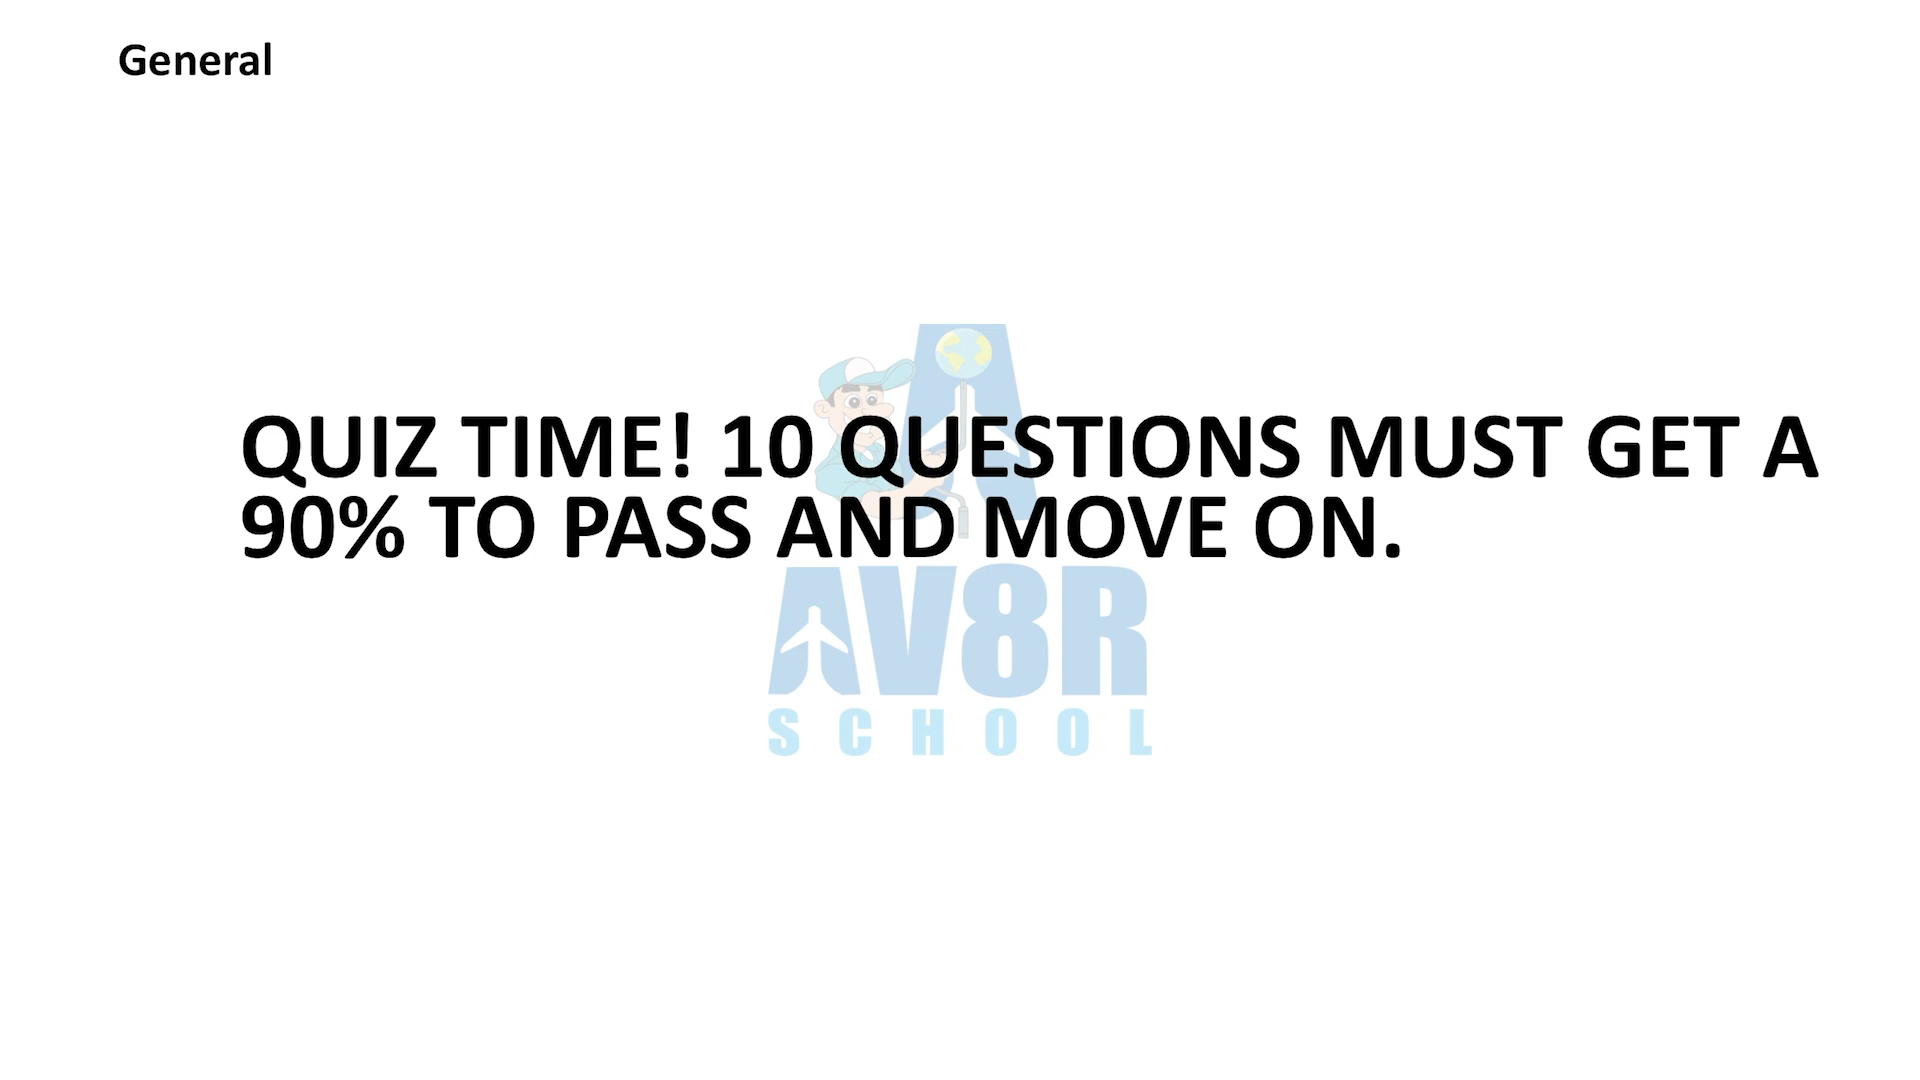 General
QUIZ TIME! 10 QUESTIONS MUST GET A
90% TO PASS AND MOVE ON.
AV8R
SCHOOL